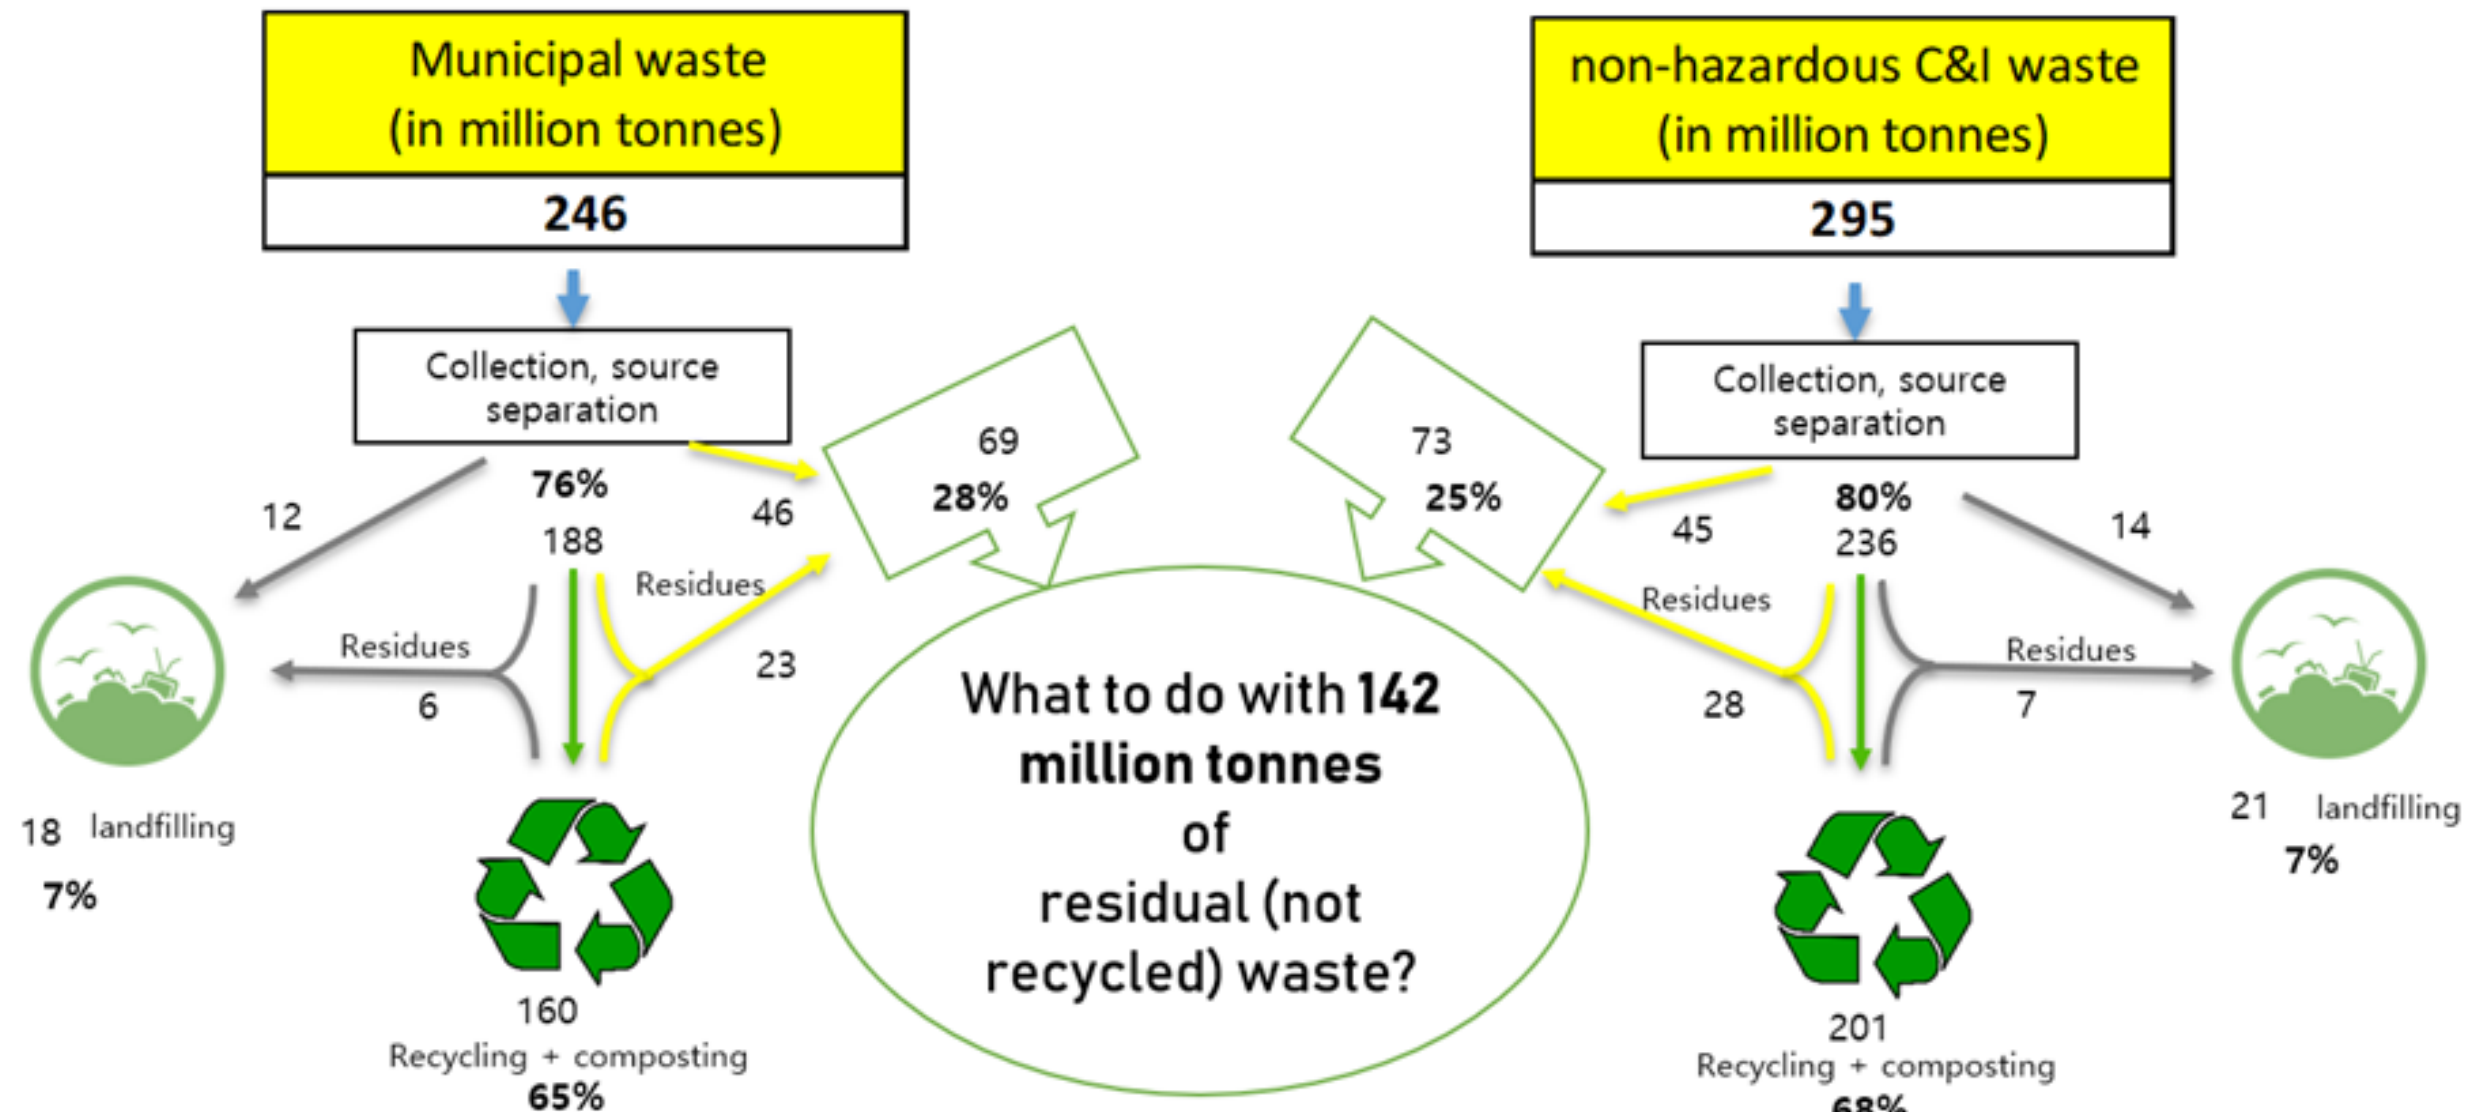 Municipal waste
(in million tonnes)
246
Collection, source
separation
76%
188
12
46
Residues
6
Residues
23
18 landfilling
7%
160
Recycling + composting
65%
69
28%
73
25%
What to do with 142
million tonnes
of
residual (not
recycled) waste?
non-hazardous C&I waste
(in million tonnes)
295
Collection, source
separation
80%
236
45
14
Residues
28
Residues
7
21 landfilling
7%
201
Recycling + composting
68%